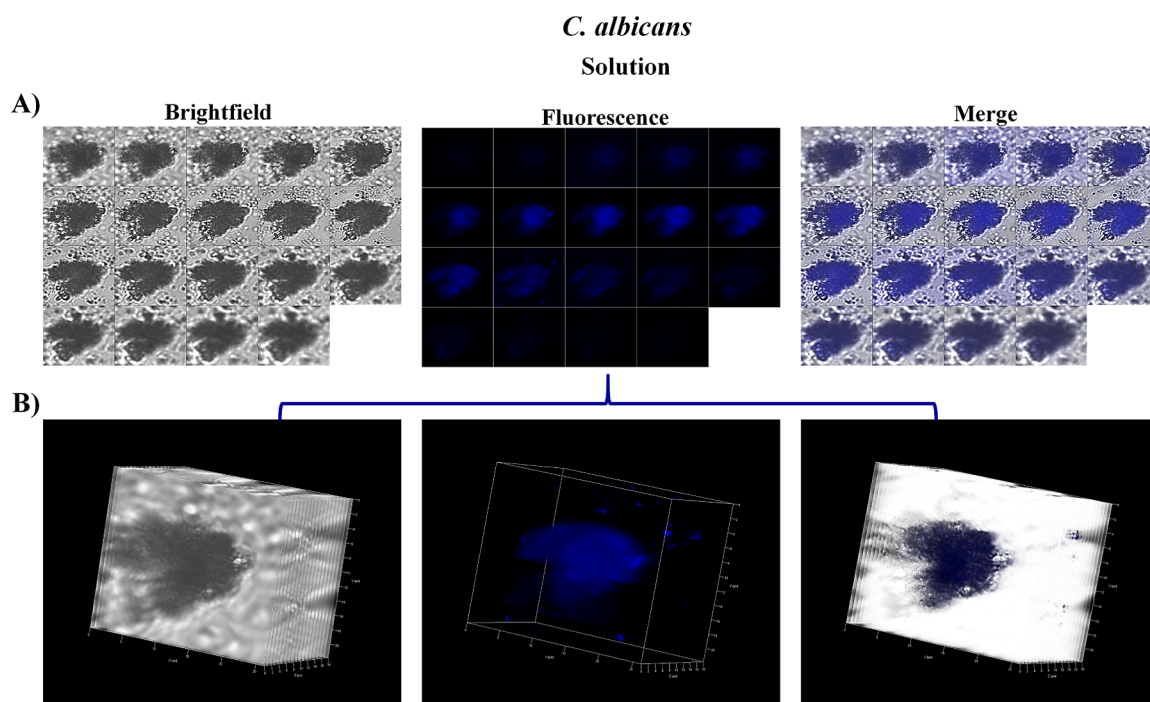 C. albicans
Solution
A)
Brightfield
Fluorescence
Merge
B)